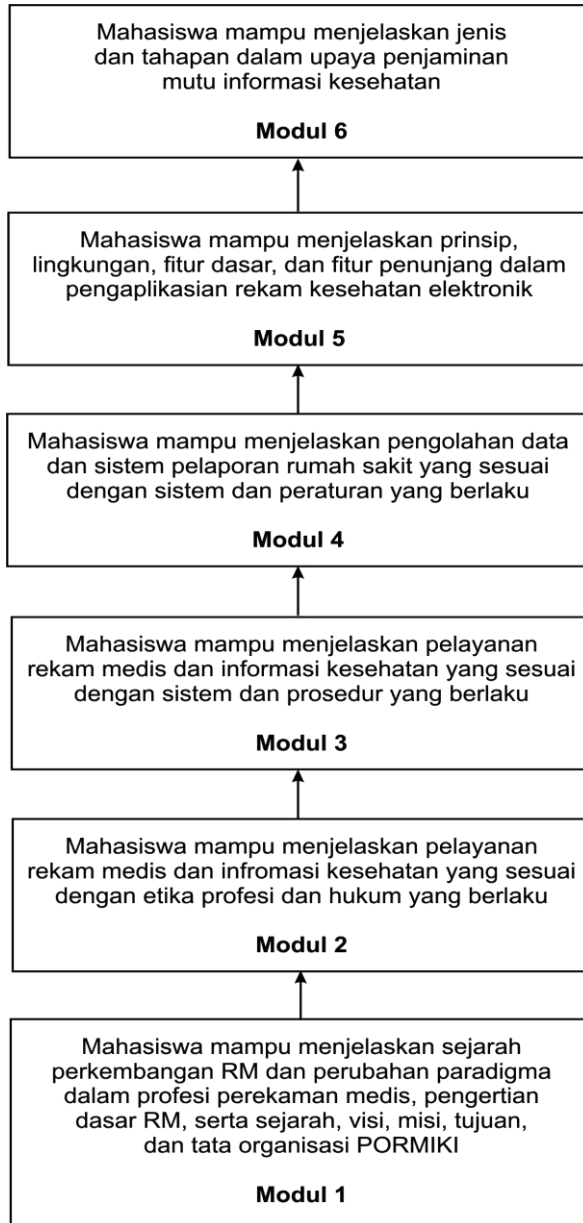 Mahasiswa mampu menjelaskan jenis
dan tahapan dalam upaya penjaminan
mutu informasi kesehatan
Modul 6
Mahasiswa mampu menjelaskan prinsip,
lingkungan, fitur dasar, dan fitur penunjang dalam
pengaplikasian rekam kesehatan elektronik
Modul 5
Mahasiswa mampu menjelaskan pengolahan data
dan sistem pelaporan rumah sakit yang sesuai
dengan sistem dan peraturan yang berlaku
Modul 4
Mahasiswa mampu menjelaskan pelayanan
rekam medis dan informasi kesehatan yang sesuai
dengan sistem dan prosedur yang berlaku
Modul 3
Mahasiswa mampu menjelaskan pelayanan
rekam medis dan infromasi kesehatan yang sesuai
dengan etika profesi dan hukum yang berlaku
Modul 2
Mahasiswa mampu menjelaskan sejarah
perkembangan RM dan perubahan paradigma
dalam profesi perekaman medis, pengertian
dasar RM, serta sejarah, visi, misi, tujuan,
dan tata organisasi PORMIKI
Modul 1